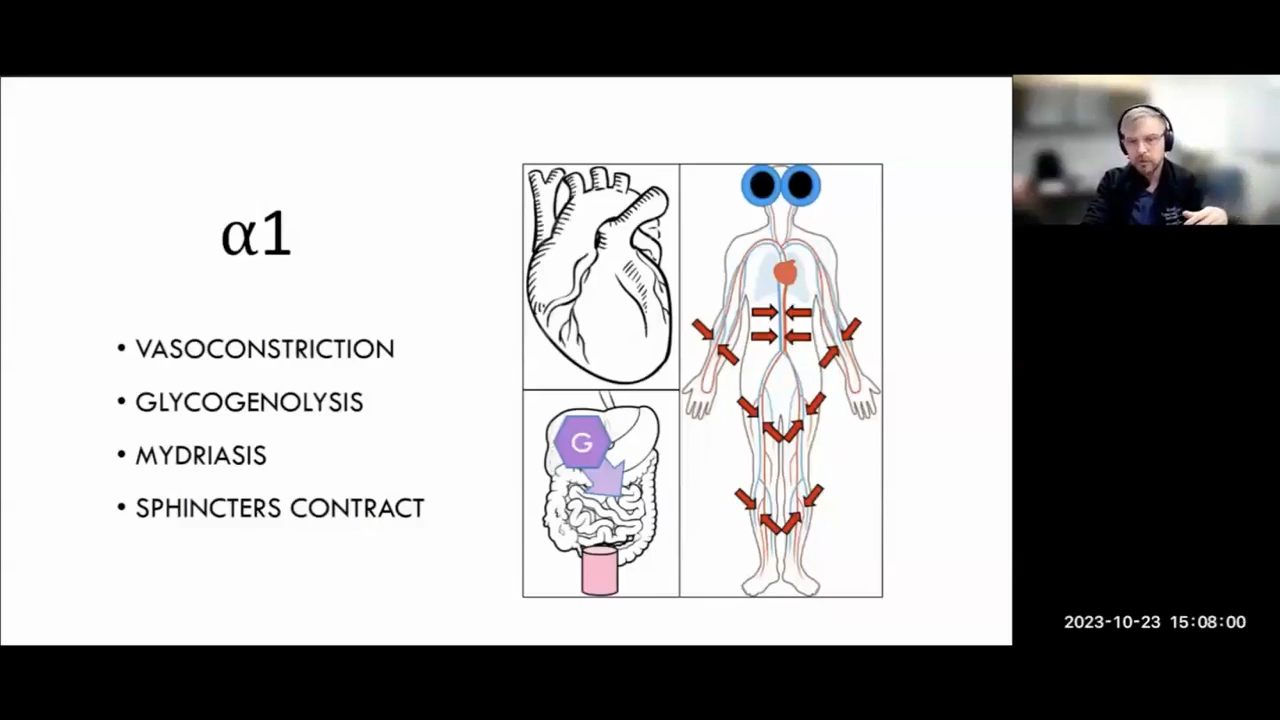 α1
• VASOCONSTRICTION
• GLYCOGENOLYSIS
• MYDRIASIS
• SPHINCTERS CONTRACT
G
2023-10-23 15:08:00